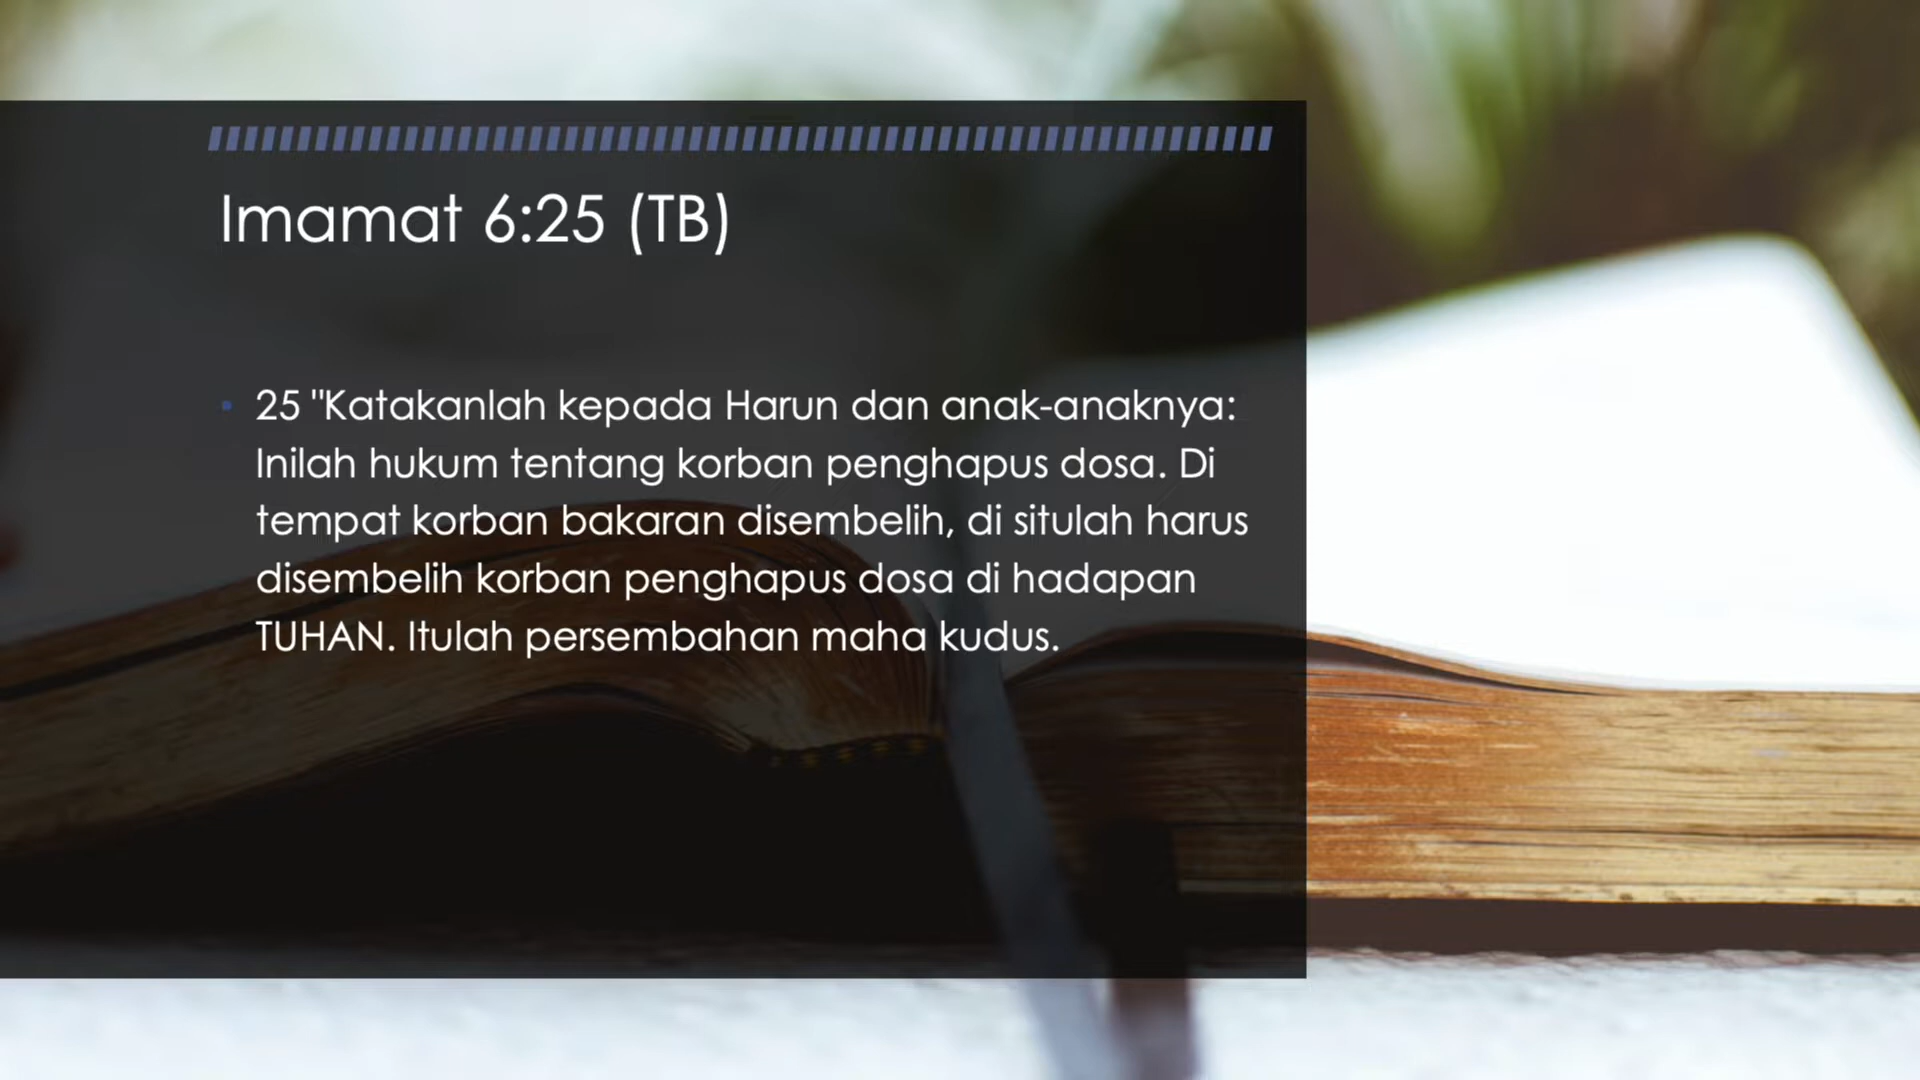 Imamat 6:25 (TB)
• 25 "Katakanlah kepada Harun dan anak-anaknya:
Inilah hukum tentang korban penghapus dosa. Di
tempat korban bakaran disembelih, di situlah harus
disembelih korban penghapus dosa di hadapan
TUHAN. Itulah persembahan maha kudus.